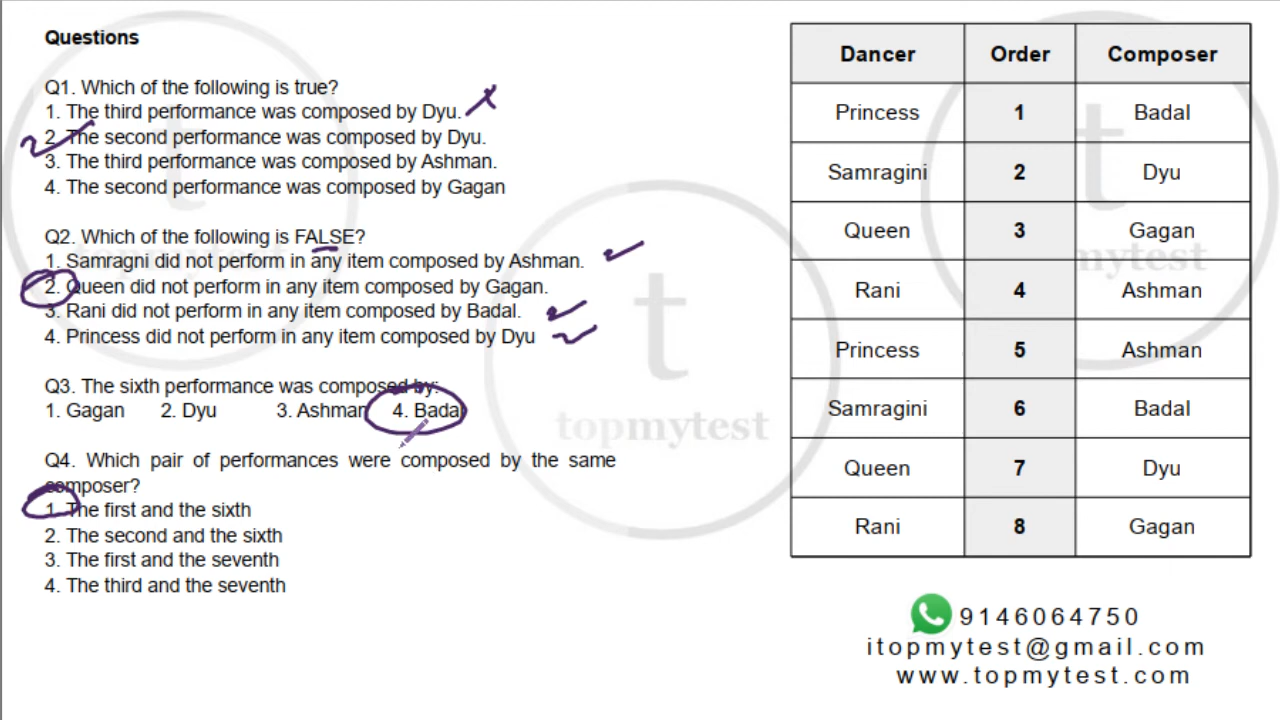 Questions
Q1. Which of the following is true?
1. The third performance was composed by Dyu.
2. The second performance was composed by Dyu.
3. The third performance was composed by Ashman.
4. The second performance was composed by Gagan
Q2. Which of the following is FALSE?
1. Samragni did not perform in any item composed by Ashman.
2. Queen did not perform in any item composed by Gagan.
3. Rani did not perform in any item composed by Badal.
4. Princess did not perform in any item composed by Dyu
Q3. The sixth performance was composed by:
1. Gagan 2. Dyu 3. Ashman 4. Badal
Q4. Which pair of performances were composed by the same
composer?
1. The first and the sixth
2. The second and the sixth
3. The first and the seventh
4. The third and the seventh
Dancer Order Composer
Princess 1 Badal
Samragini 2 Dyu
Queen 3 Gagan
Rani 4 Ashman
Princess 5 Ashman
Samragini 6 Badal
Queen 7 Dyu
Rani 8 Gagan
topmytest
9146064750
itopmytest@gmail.com
www.topmytest.com